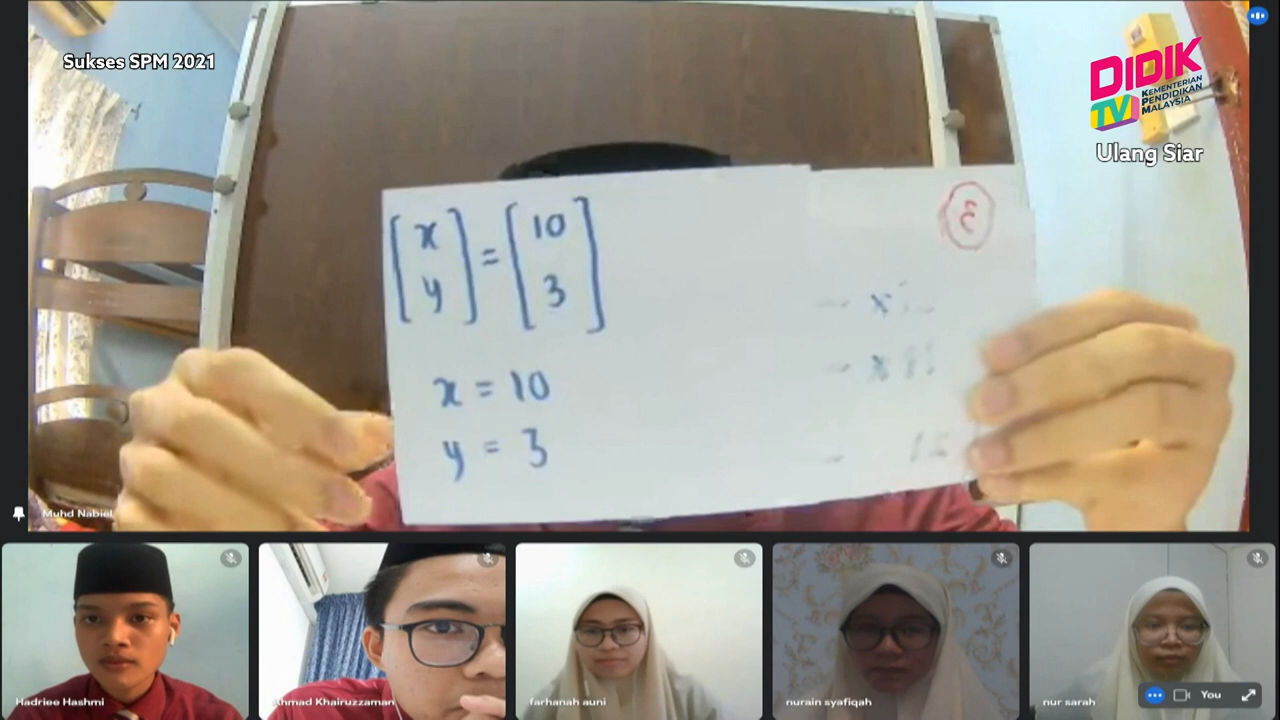 Sukses SPM 2021
DIDIK
TV
KEMENTERIAN
PENDIDIKAN
MALAYSIA
Ulang Siar
[x y] = [10 3]
x = 10
y = 3
Muhd Nabiel
Hadriee Hashmi
Ahmad Khairuzzaman
farhanah auni
nurain syafiqah
nur sarah
You